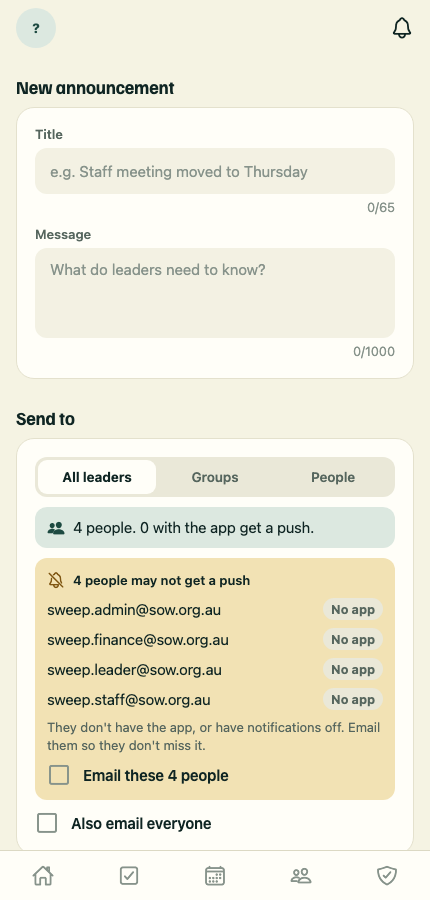 ?
New announcement
Title
e.g. Staff meeting moved to Thursday
0/65
Message
What do leaders need to know?
0/1000
Send to
All leaders
Groups
People
4 people. 0 with the app get a push.
4 people may not get a push
sweep.admin@sow.org.au
No app
sweep.finance@sow.org.au
No app
sweep.leader@sow.org.au
No app
sweep.staff@sow.org.au
No app
They don't have the app, or have notifications off. Email
them so they don't miss it.
Email these 4 people
Also email everyone